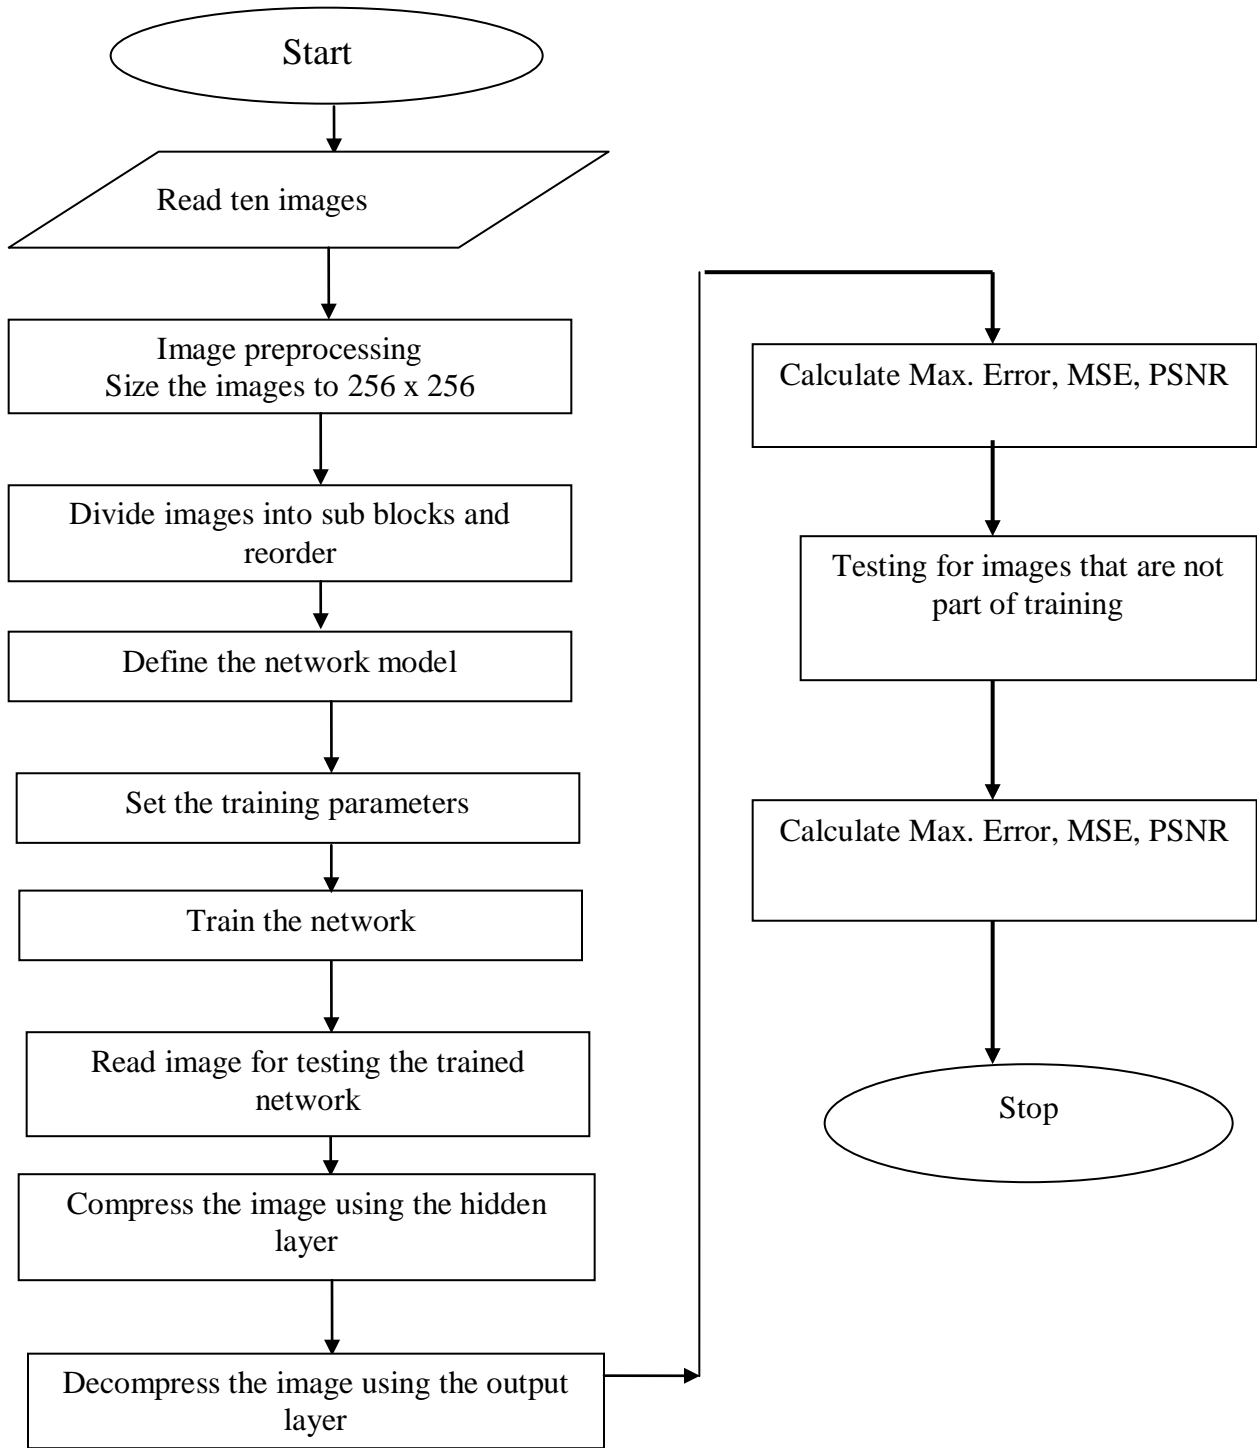 Start
Read ten images
Image preprocessing
Size the images to 256 x 256
Divide images into sub blocks and
reorder
Define the network model
Set the training parameters
Train the network
Read image for testing the trained
network
Compress the image using the hidden
layer
Decompress the image using the output
layer
Calculate Max. Error, MSE, PSNR
Testing for images that are not
part of training
Calculate Max. Error, MSE, PSNR
Stop